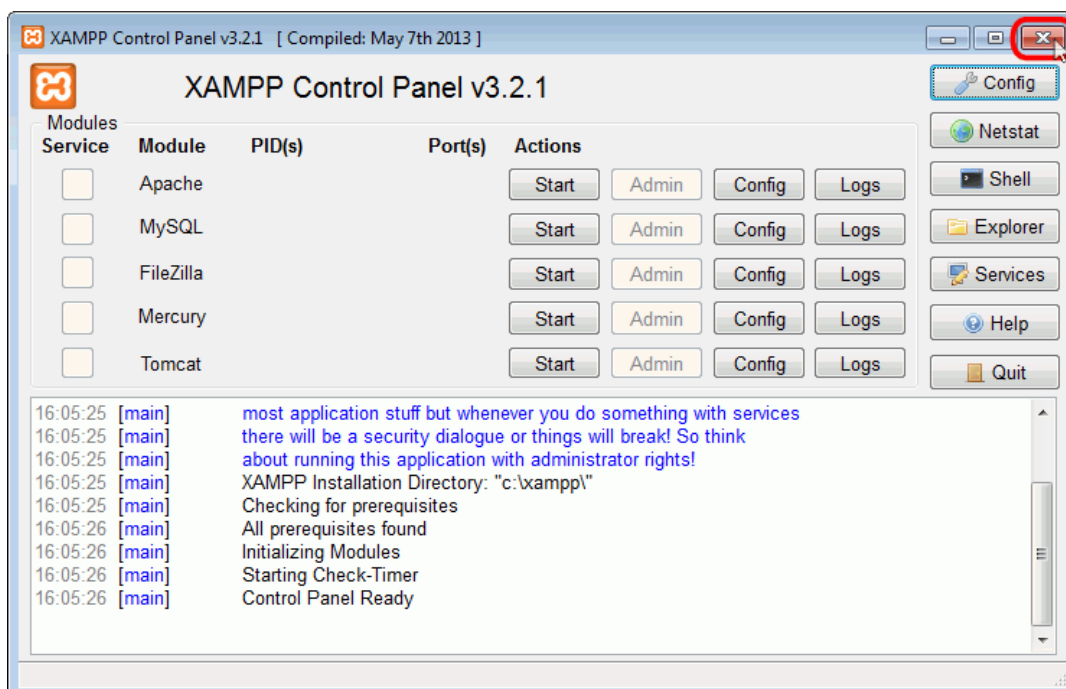 XAMPP Control Panel v3.2.1 [ Compiled: May 7th 2013 ]
XAMPP Control Panel v3.2.1
Config
Modules
Service Module PID(s) Port(s) Actions
Netstat
Apache Start Admin Config Logs
Shell
MySQL Start Admin Config Logs
Explorer
FileZilla Start Admin Config Logs
Services
Mercury Start Admin Config Logs
Help
Tomcat Start Admin Config Logs
Quit
16:05:25 [main] most application stuff but whenever you do something with services
16:05:25 [main] there will be a security dialogue or things will break! So think
16:05:25 [main] about running this application with administrator rights!
16:05:25 [main] XAMPP Installation Directory: "c:\xampp\"
16:05:25 [main] Checking for prerequisites
16:05:26 [main] All prerequisites found
16:05:26 [main] Initializing Modules
16:05:26 [main] Starting Check-Timer
16:05:26 [main] Control Panel Ready